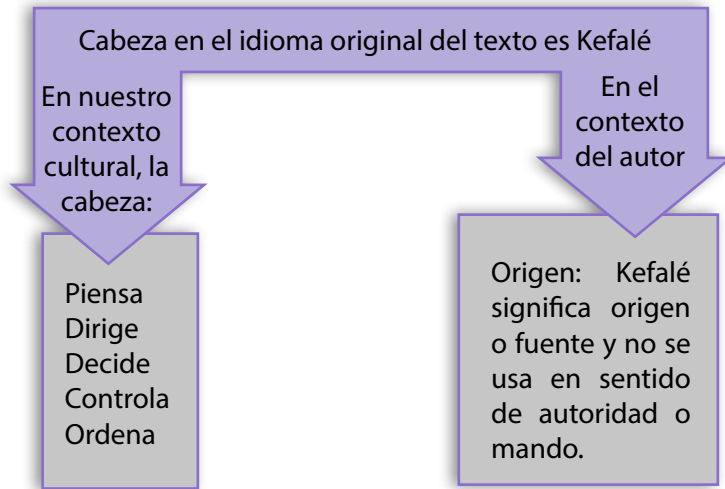 Cabeza en el idioma original del texto es Kefalé
En nuestro
contexto
cultural, la
cabeza:
En el
contexto
del autor
Piensa
Dirige
Decide
Controla
Ordena
Origen: Kefalé
significa origen
o fuente y no se
usa en sentido
de autoridad o
mando.